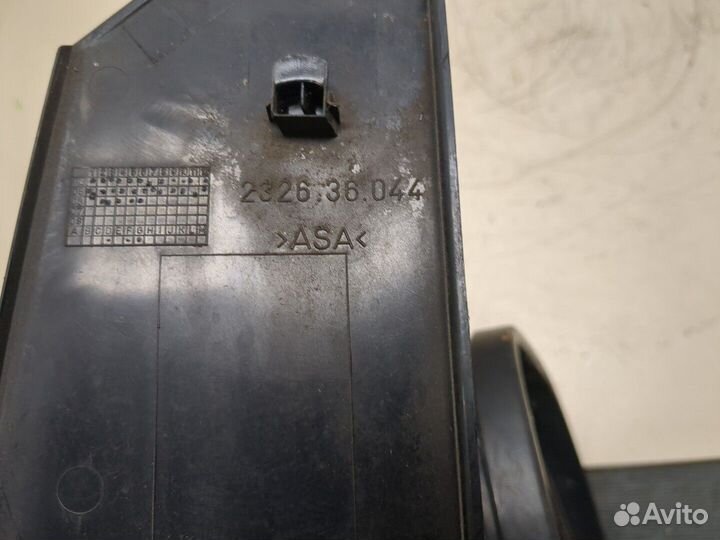 2326.36.044
>ASA<
A B C D E F G H I J K L M
Avito